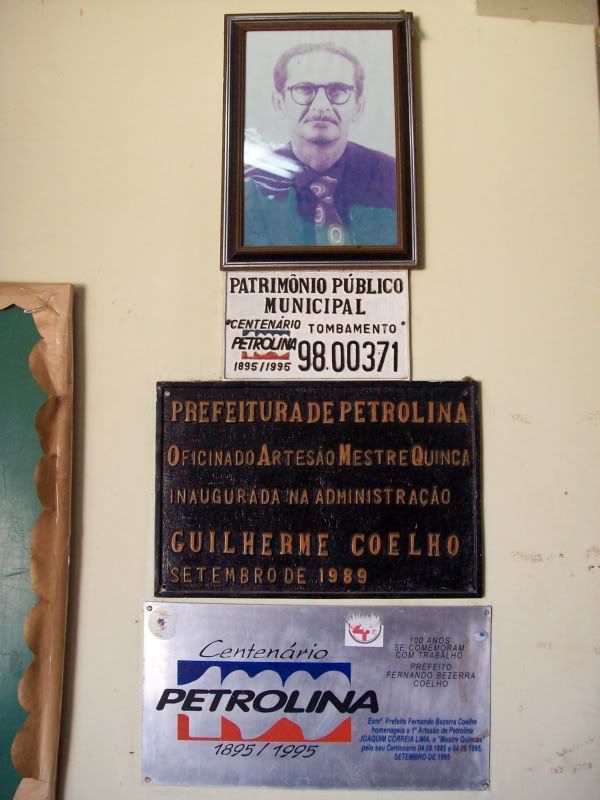 PATRIMÔNIO PÚBLICO
MUNICIPAL
"CENTENÁRIO
PETROLINA
1895/1995
TOMBAMENTO"
98.00371
PREFEITURA DE PETROLINA
OFICINA DO ARTESÃO MESTRE QUINCA
INAUGURADA NA ADMINISTRAÇÃO
GUILHERME COELHO
SETEMBRO DE 1989
Centenário
PETROLINA
1895/1995
4
100 ANOS
SE COMEMORAM
COM TRABALHO
PREFEITO
FERNANDO BEZERRA
COELHO
Exmº. Prefeito Fernando Bezerra Coelho
homenageia o 1º Artesão de Petrolina
JOAQUIM CORREIA LIMA, o "Mestre Quincas"
pelo seu Centenário 04.09.1895 a 04.09.1995.
SETEMBRO DE 1995